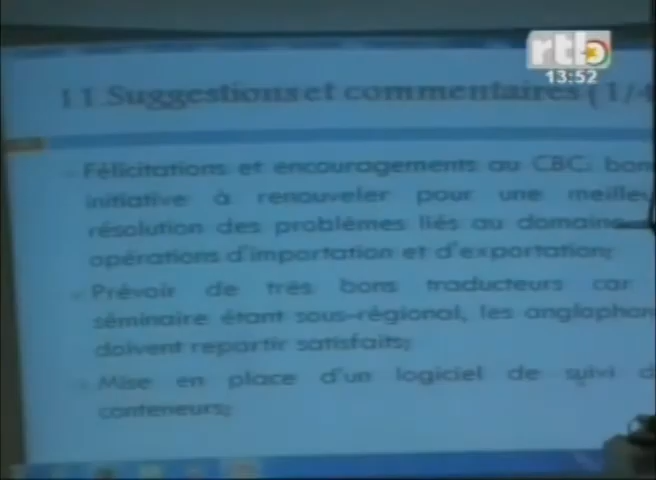 rtb
13:52
11 Suggestions et commentaires (1/4
Félicitations et encouragements au CBC: bon
initiative à renouveler pour une meilleu
résolution des problèmes liés au domaine
opérations d'importation et d'exportation;
Prévoir de très bons traducteurs car
séminaire étant sous-régional, les anglophon
doivent repartir satisfaits;
Mise en place d'un logiciel de suivi d
conteneurs;